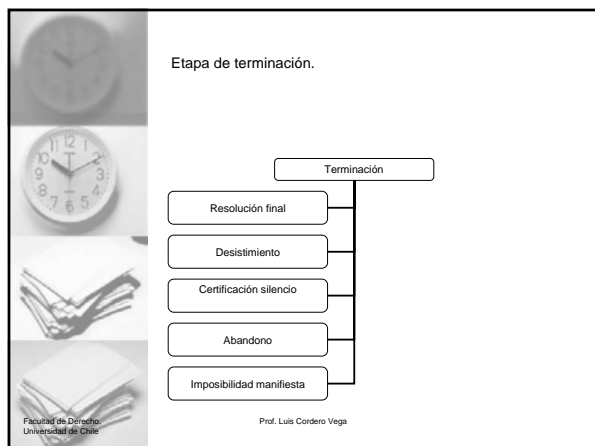 Etapa de terminación.
Terminación
Resolución final
Desistimiento
Certificación silencio
Abandono
Imposibilidad manifiesta
Facultad de Derecho.
Universidad de Chile
Prof. Luis Cordero Vega